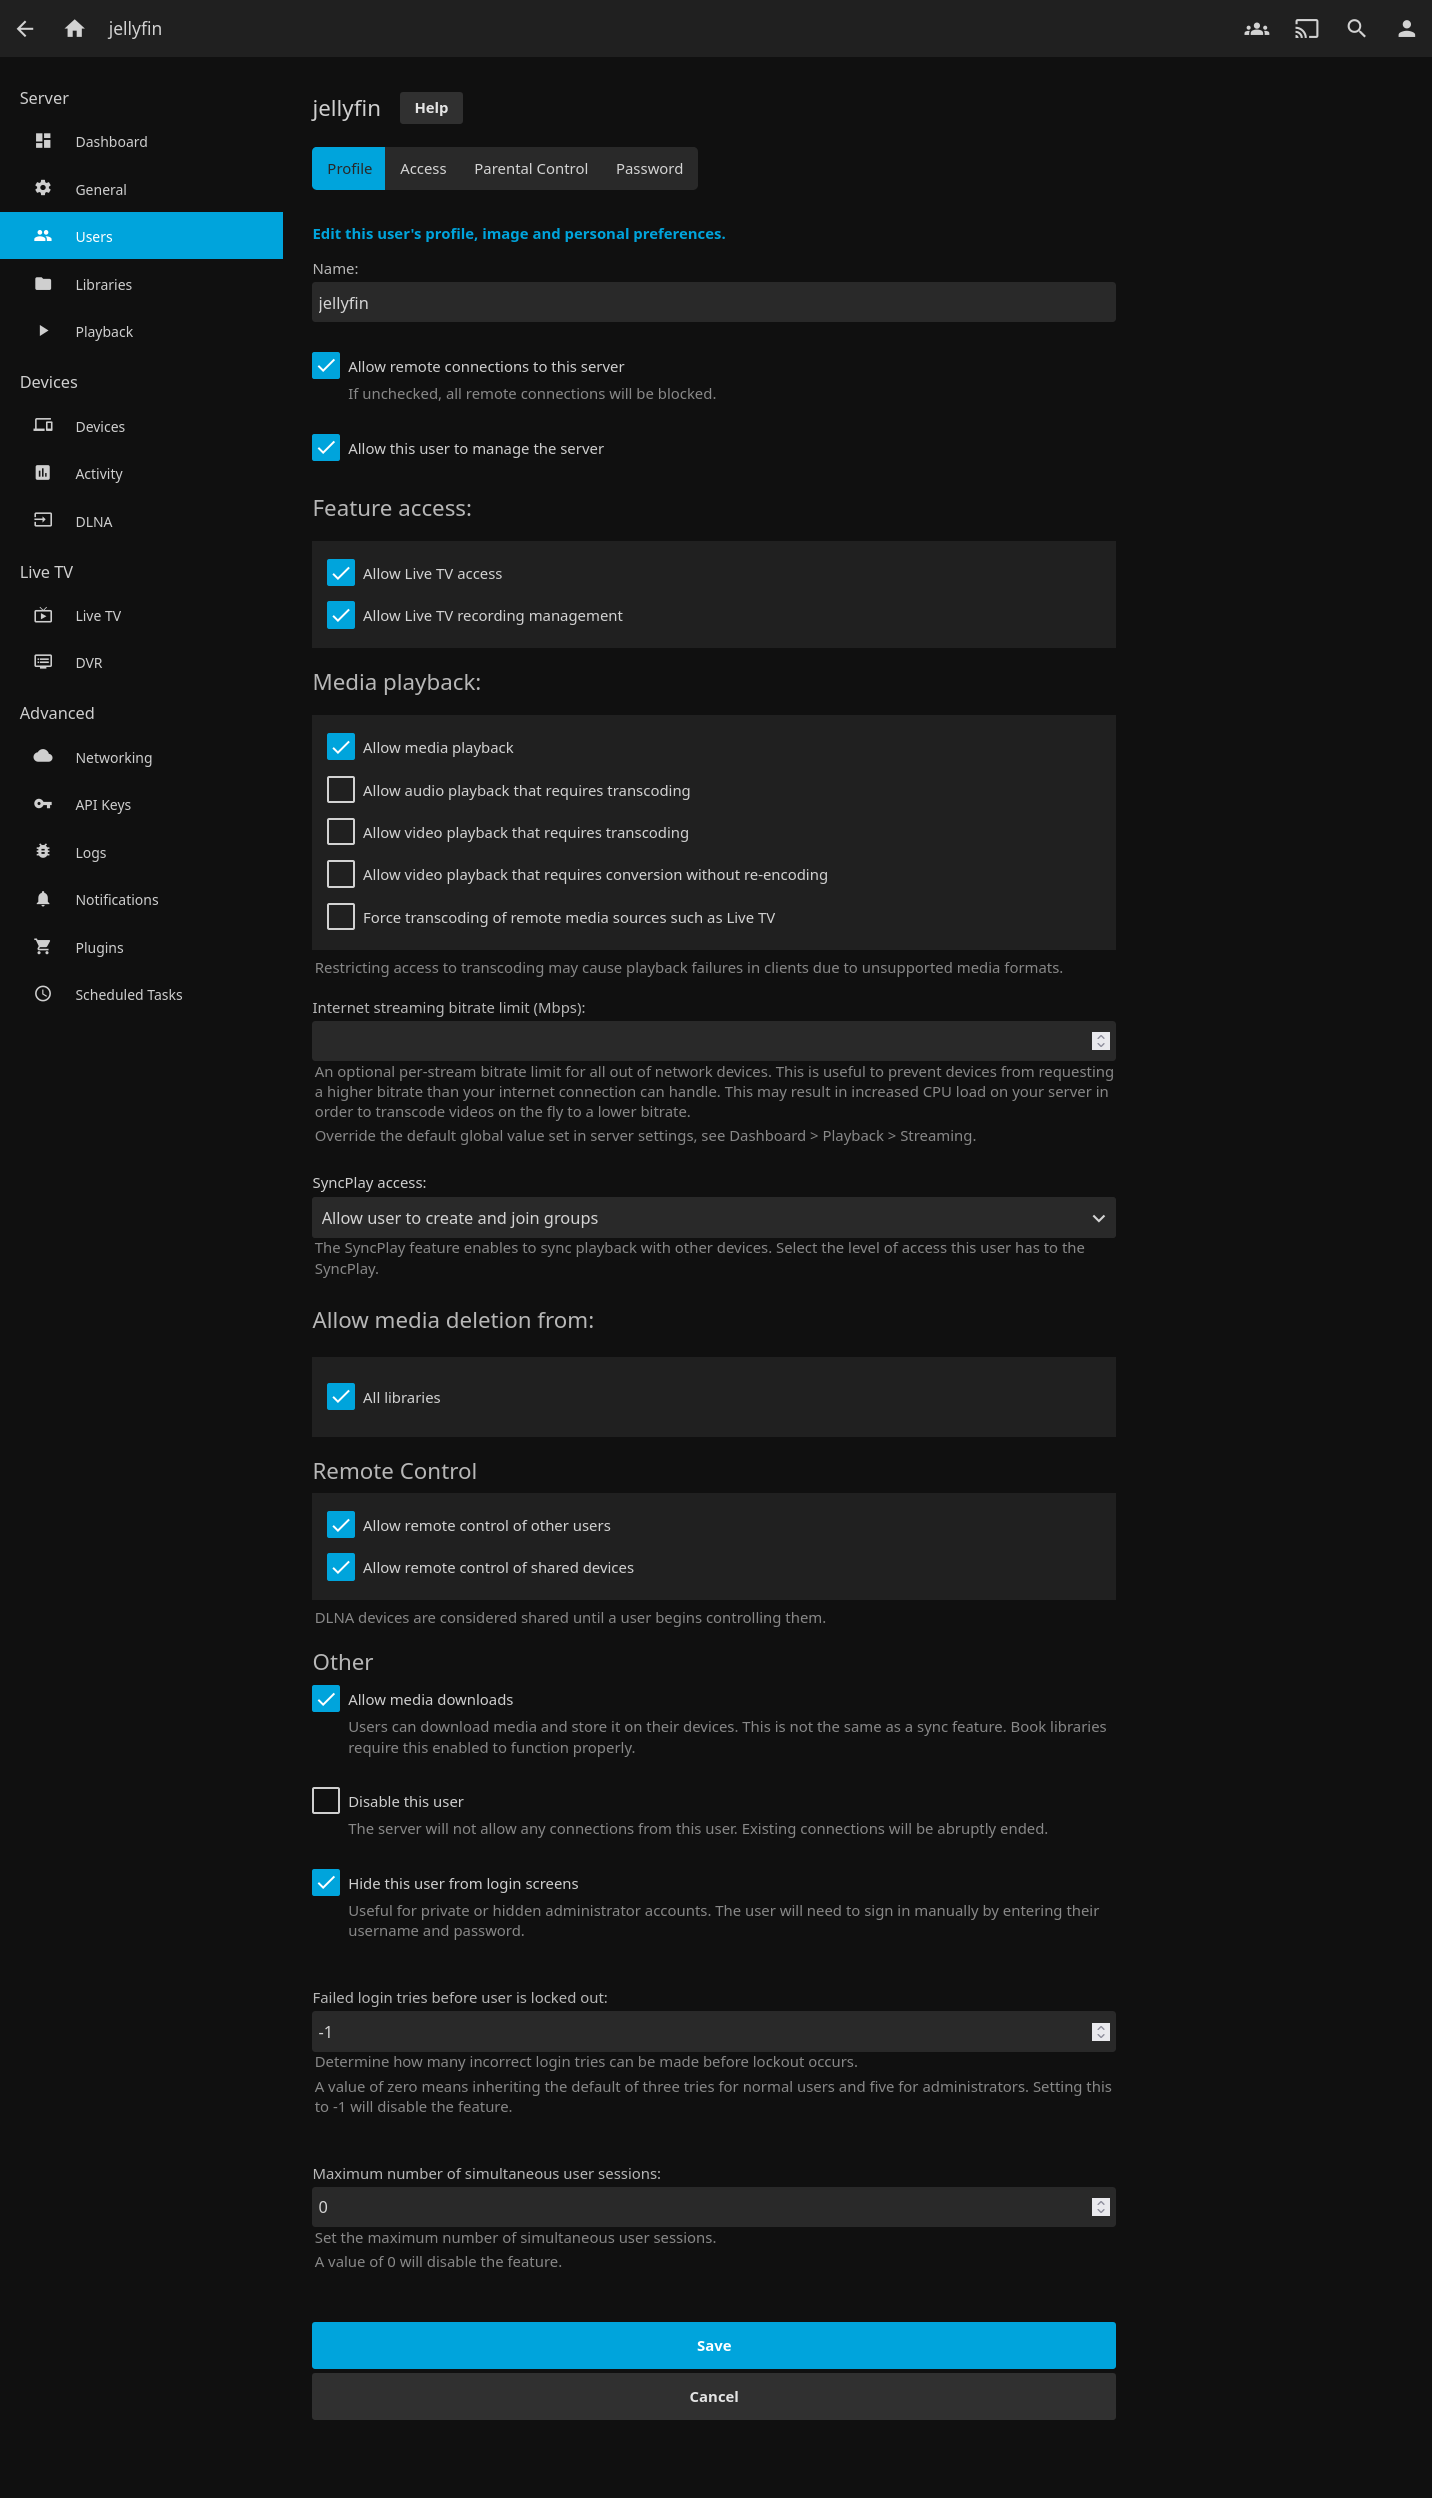 jellyfin
Server
Dashboard
General
Users
Libraries
Playback
Devices
Devices
Activity
DLNA
Live TV
Live TV
DVR
Advanced
Networking
API Keys
Logs
Notifications
Plugins
Scheduled Tasks
jellyfin Help
Profile Access Parental Control Password
Edit this user's profile, image and personal preferences.
Name:
jellyfin
Allow remote connections to this server
If unchecked, all remote connections will be blocked.
Allow this user to manage the server
Feature access:
Allow Live TV access
Allow Live TV recording management
Media playback:
Allow media playback
Allow audio playback that requires transcoding
Allow video playback that requires transcoding
Allow video playback that requires conversion without re-encoding
Force transcoding of remote media sources such as Live TV
Restricting access to transcoding may cause playback failures in clients due to unsupported media formats.
Internet streaming bitrate limit (Mbps):
An optional per-stream bitrate limit for all out of network devices. This is useful to prevent devices from requesting
a higher bitrate than your internet connection can handle. This may result in increased CPU load on your server in
order to transcode videos on the fly to a lower bitrate.
Override the default global value set in server settings, see Dashboard > Playback > Streaming.
SyncPlay access:
Allow user to create and join groups
The SyncPlay feature enables to sync playback with other devices. Select the level of access this user has to the
SyncPlay.
Allow media deletion from:
All libraries
Remote Control
Allow remote control of other users
Allow remote control of shared devices
DLNA devices are considered shared until a user begins controlling them.
Other
Allow media downloads
Users can download media and store it on their devices. This is not the same as a sync feature. Book libraries
require this enabled to function properly.
Disable this user
The server will not allow any connections from this user. Existing connections will be abruptly ended.
Hide this user from login screens
Useful for private or hidden administrator accounts. The user will need to sign in manually by entering their
username and password.
Failed login tries before user is locked out:
-1
Determine how many incorrect login tries can be made before lockout occurs.
A value of zero means inheriting the default of three tries for normal users and five for administrators. Setting this
to -1 will disable the feature.
Maximum number of simultaneous user sessions:
0
Set the maximum number of simultaneous user sessions.
A value of 0 will disable the feature.
Save
Cancel